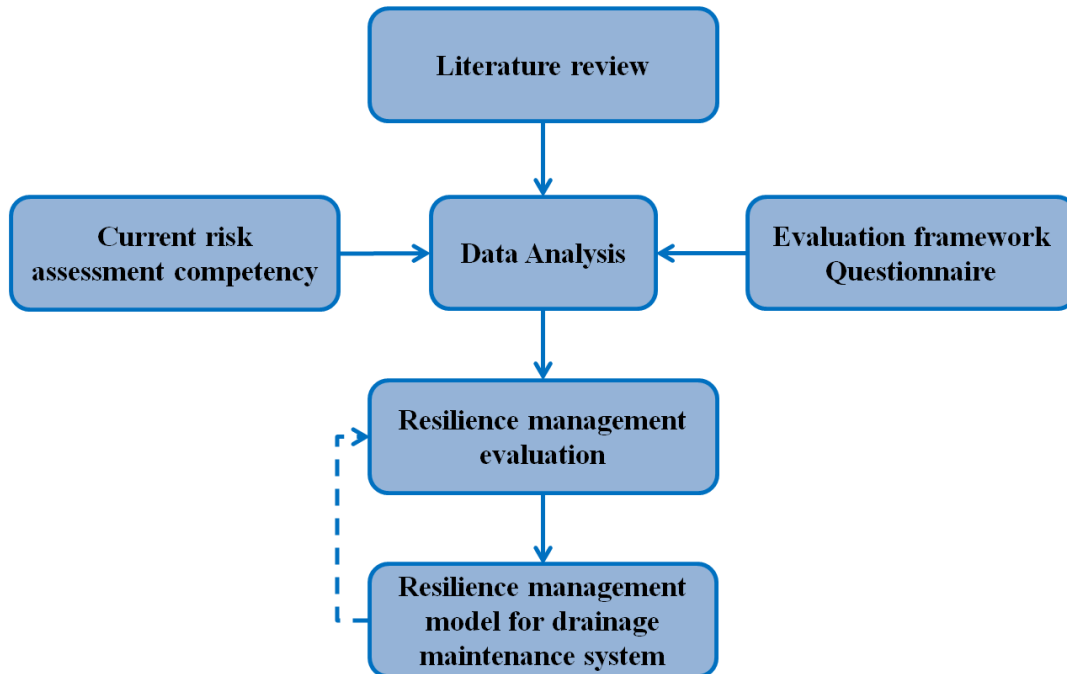 Literature review
Current risk
assessment competency
Data Analysis
Evaluation framework
Questionnaire
Resilience management
evaluation
Resilience management
model for drainage
maintenance system